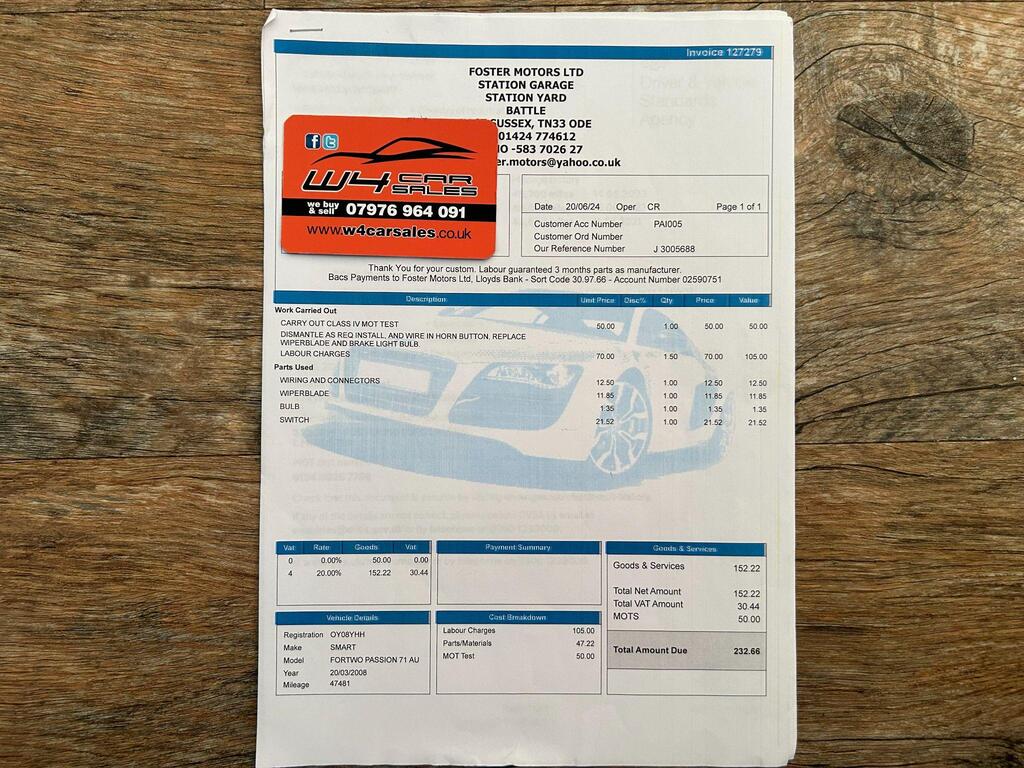 Invoice 127279
FOSTER MOTORS LTD
STATION GARAGE
STATION YARD
BATTLE
SUSSEX, TN33 ODE
01424 774612
NO -583 7026 27
er.motors@yahoo.co.uk
W4 CAR SALES
we buy & sell 07976 964 091
www.w4carsales.co.uk
Date 20/06/24 Oper CR Page 1 of 1
Customer Acc Number PAI005
Customer Ord Number
Our Reference Number J 3005688
Thank You for your custom. Labour guaranteed 3 months parts as manufacturer.
Bacs Payments to Foster Motors Ltd, Lloyds Bank - Sort Code 30.97.66 - Account Number 02590751
Description Unit Price Disc% Qty Price Value
Work Carried Out
CARRY OUT CLASS IV MOT TEST 50.00 1.00 50.00 50.00
DISMANTLE AS REQ INSTALL, AND WIRE IN HORN BUTTON, REPLACE
WIPERBLADE AND BRAKE LIGHT BULB.
LABOUR CHARGES 70.00 1.50 70.00 105.00
Parts Used
WIRING AND CONNECTORS 12.50 1.00 12.50 12.50
WIPERBLADE 11.85 1.00 11.85 11.85
BULB 1.35 1.00 1.35 1.35
SWITCH 21.52 1.00 21.52 21.52
Vat Rate Goods Vat
0 0.00% 50.00 0.00
4 20.00% 152.22 30.44
Payment Summary
Goods & Services
Goods & Services 152.22
Total Net Amount 152.22
Total VAT Amount 30.44
MOTS 50.00
Total Amount Due 232.66
Vehicle Details
Registration OY08YHH
Make SMART
Model FORTWO PASSION 71 AU
Year 20/03/2008
Mileage 47481
Cost Breakdown
Labour Charges 105.00
Parts/Materials 47.22
MOT Test 50.00